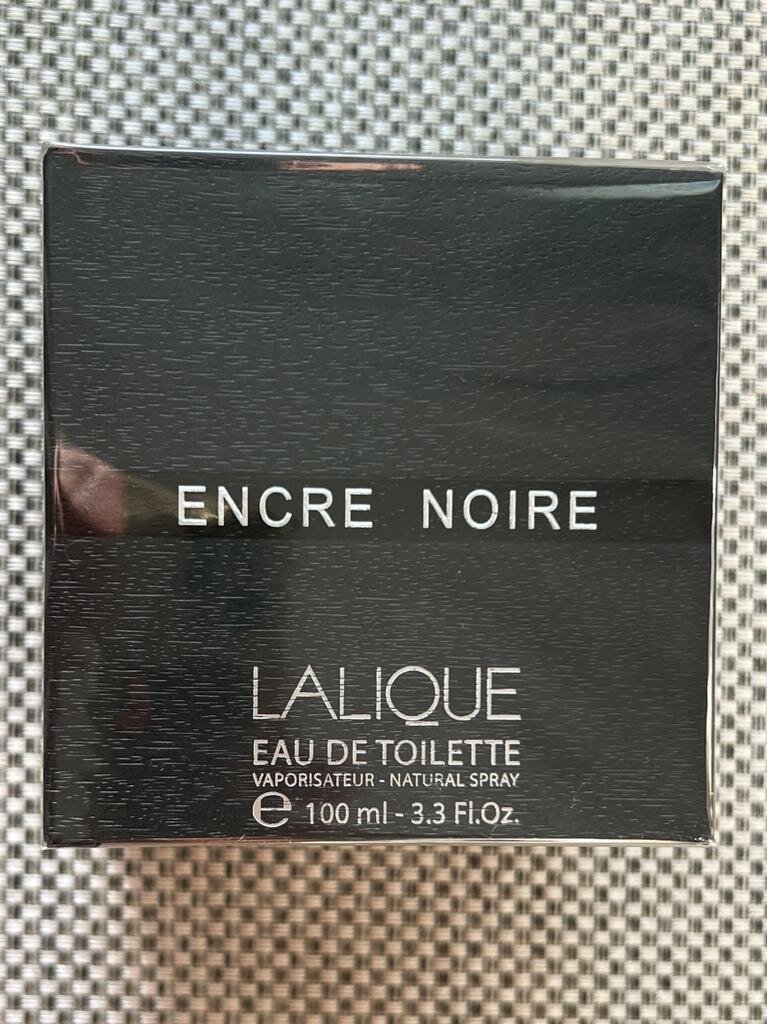 ENCRE NOIRE
LALIQUE
EAU DE TOILETTE
VAPORISATEUR - NATURAL SPRAY
℮ 100 ml - 3.3 Fl.Oz.